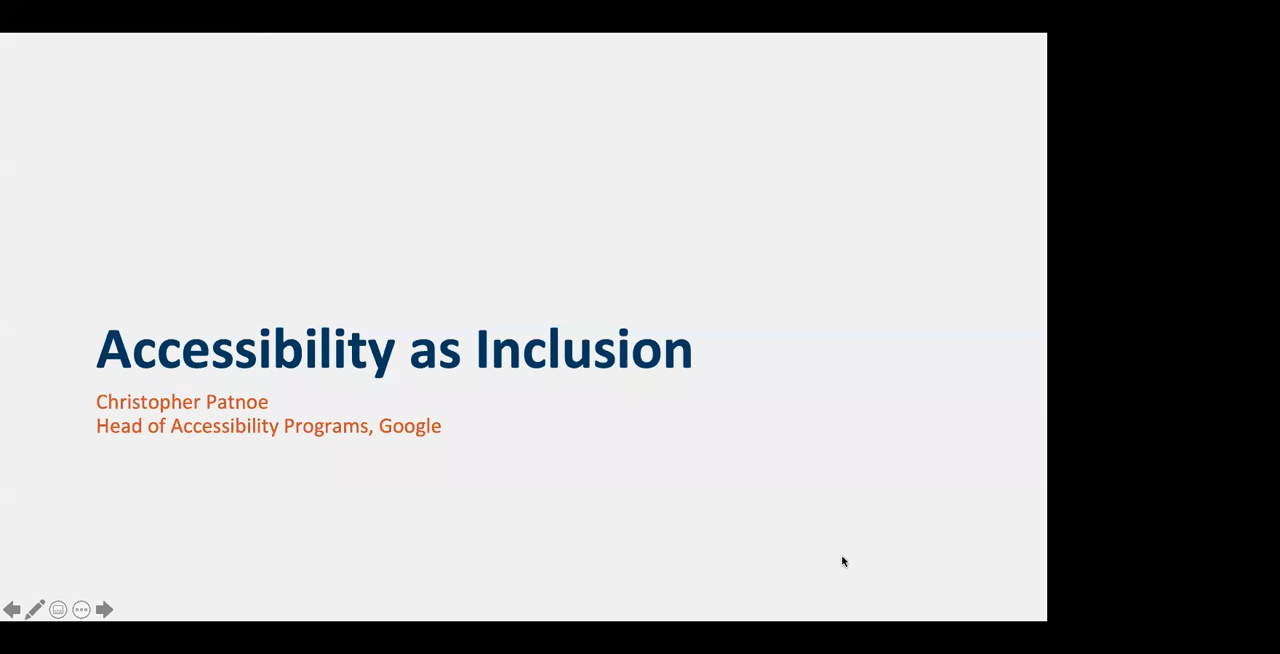 Accessibility as Inclusion
Christopher Patnoe
Head of Accessibility Programs, Google